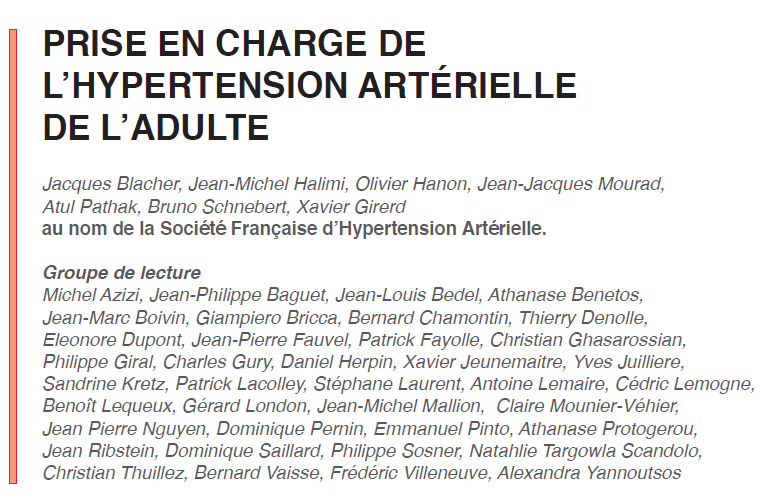 PRISE EN CHARGE DE
L’HYPERTENSION ARTÉRIELLE
DE L’ADULTE
Jacques Blacher, Jean-Michel Halimi, Olivier Hanon, Jean-Jacques Mourad,
Atul Pathak, Bruno Schnebert, Xavier Girerd
au nom de la Société Française d’Hypertension Artérielle.
Groupe de lecture
Michel Azizi, Jean-Philippe Baguet, Jean-Louis Bedel, Athanase Benetos,
Jean-Marc Boivin, Giampiero Bricca, Bernard Chamontin, Thierry Denolle,
Eleonore Dupont, Jean-Pierre Fauvel, Patrick Fayolle, Christian Ghasarossian,
Philippe Giral, Charles Gury, Daniel Herpin, Xavier Jeunemaitre, Yves Juilliere,
Sandrine Kretz, Patrick Lacolley, Stéphane Laurent, Antoine Lemaire, Cédric Lemogne,
Benoît Lequeux, Gérard London, Jean-Michel Mallion, Claire Mounier-Véhier,
Jean Pierre Nguyen, Dominique Pernin, Emmanuel Pinto, Athanase Protogerou,
Jean Ribstein, Dominique Saillard, Philippe Sosner, Natahlie Targowla Scandolo,
Christian Thuillez, Bernard Vaisse, Frédéric Villeneuve, Alexandra Yannoutsos